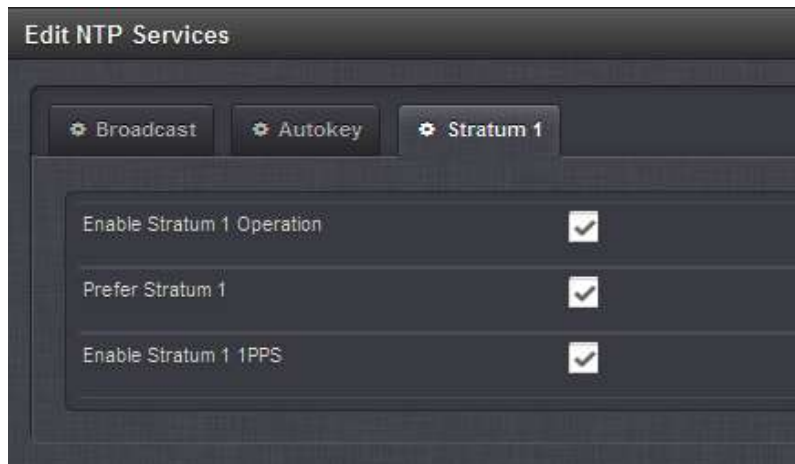 Edit NTP Services
Broadcast Autokey Stratum 1
Enable Stratum 1 Operation
Prefer Stratum 1
Enable Stratum 1 1PPS